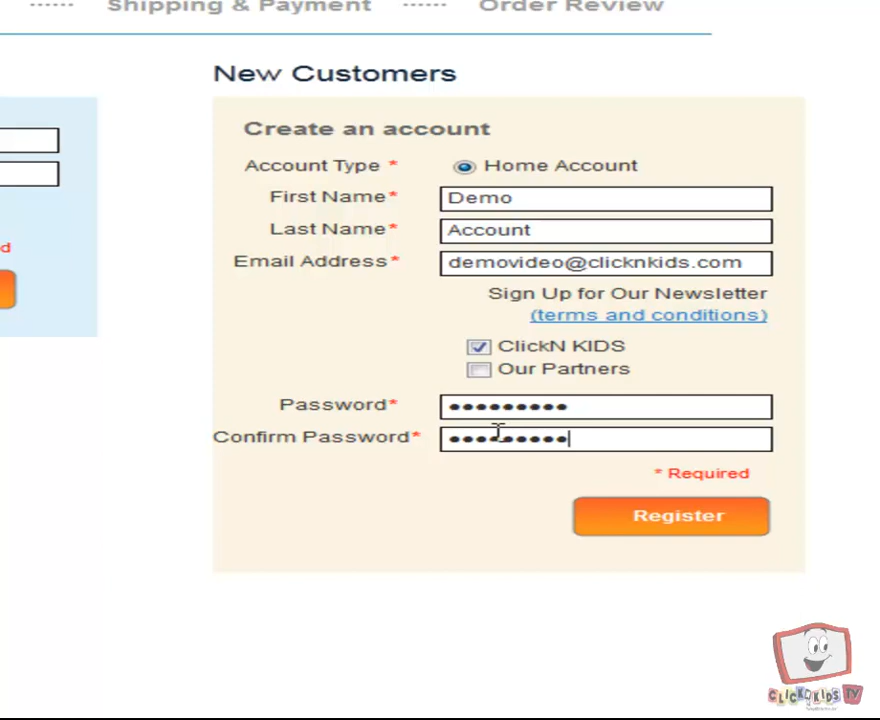 Shipping & Payment
Order Review
New Customers
Create an account
Account Type * Home Account
First Name* Demo
Last Name* Account
Email Address* demovideo@clicknkids.com
Sign Up for Our Newsletter
(terms and conditions)
ClickN KIDS
Our Partners
Password* •••••••••
Confirm Password* •••••••••
d
* Required
Register
CLICKNKIDS TV